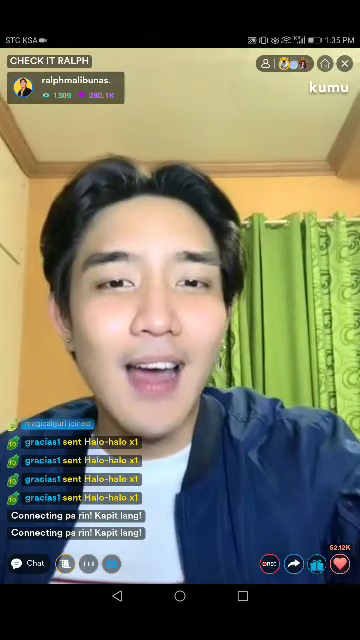 STC KSA
1:35 PM
CHECK IT RALPH
ralphmalibunas.
1309
280.1K
kumu
magicalguri joined
gracias1 sent Halo-halo x1
gracias1 sent Halo-halo x1
gracias1 sent Halo-halo x1
gracias1 sent Halo-halo x1
Connecting pa rin! Kapit lang!
Connecting pa rin! Kapit lang!
52.12K
Chat
REC